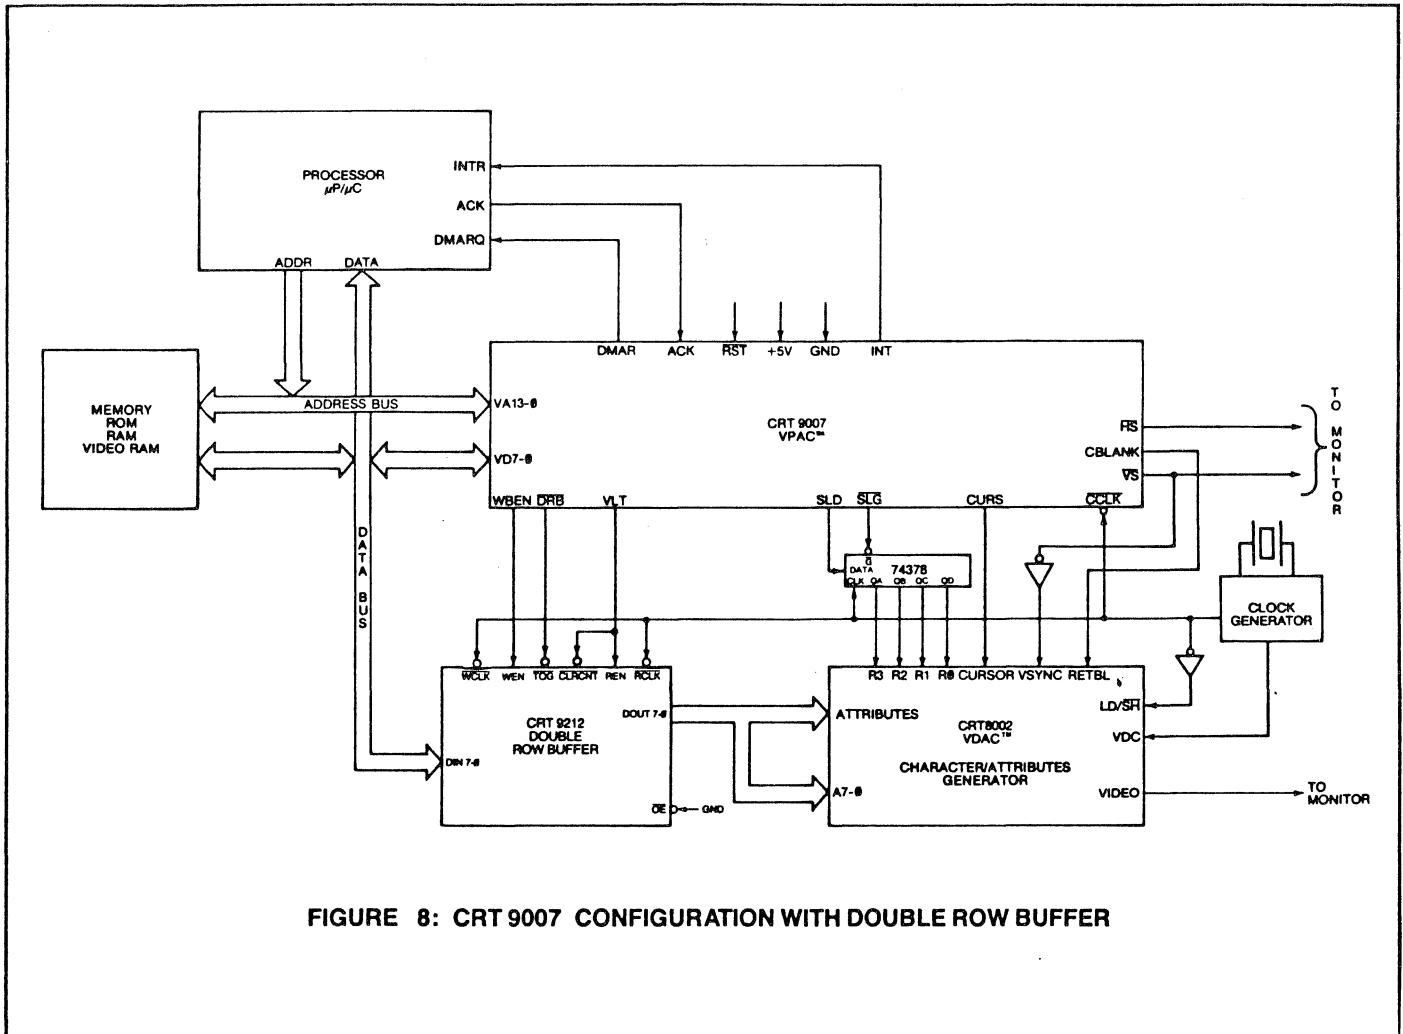 PROCESSOR
µP/µC
INTR
ACK
DMARQ
ADDR DATA
MEMORY
ROM
RAM
VIDEO RAM
ADDRESS BUS
DATA BUS
DMAR ACK RST +5V GND INT
VA13-0
VD7-0
CRT 9007
VPAC™
HS
CBLANK
VS
WBEN DRB VLT SLD SLG CURS CCLK
TO MONITOR
G
DATA 74378
CLK QA QB QC QD
CLOCK
GENERATOR
WCLK WEN TOG CLRCNT REN RCLK
DOUT 7-0
CRT 9212
DOUBLE
ROW BUFFER
DIN 7-0
OE GND
R3 R2 R1 R0 CURSOR VSYNC RETBL
ATTRIBUTES
LD/SH
CRT8002
VDAC™
VDC
CHARACTER/ATTRIBUTES
GENERATOR
A7-0
VIDEO
TO
MONITOR
FIGURE 8: CRT 9007 CONFIGURATION WITH DOUBLE ROW BUFFER